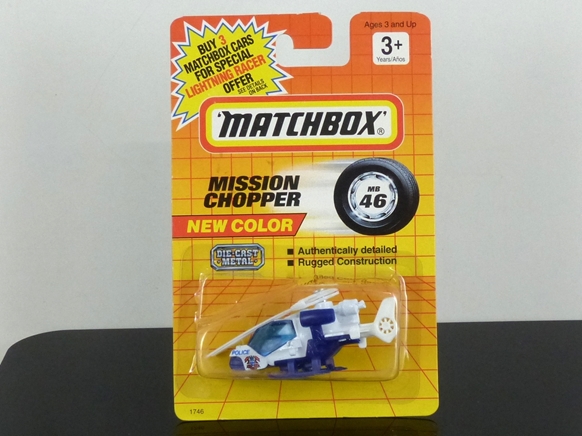 BUY 3
MATCHBOX CARS
FOR SPECIAL
LIGHTNING RACER
OFFER
SEE DETAILS
ON BACK
Ages 3 and Up
3+
Years/Años
'MATCHBOX'®
MISSION
CHOPPER
MB
46
NEW COLOR
DIE-CAST
METAL
■ Authentically detailed
■ Rugged Construction
POLICE
1746